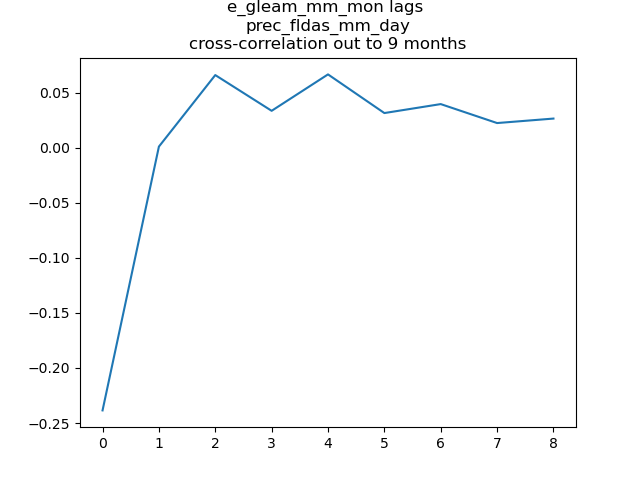 e_gleam_mm_mon lags
prec_fldas_mm_day
cross-correlation out to 9 months
0.05
0.00
−0.05
−0.10
−0.15
−0.20
−0.25
0 1 2 3 4 5 6 7 8